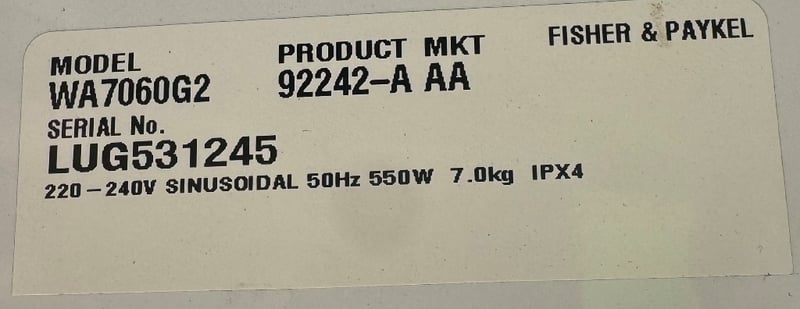 MODEL PRODUCT MKT FISHER & PAYKEL
WA7060G2 92242-A AA
SERIAL No.
LUG531245
220-240V SINUSOIDAL 50Hz 550W 7.0kg IPX4